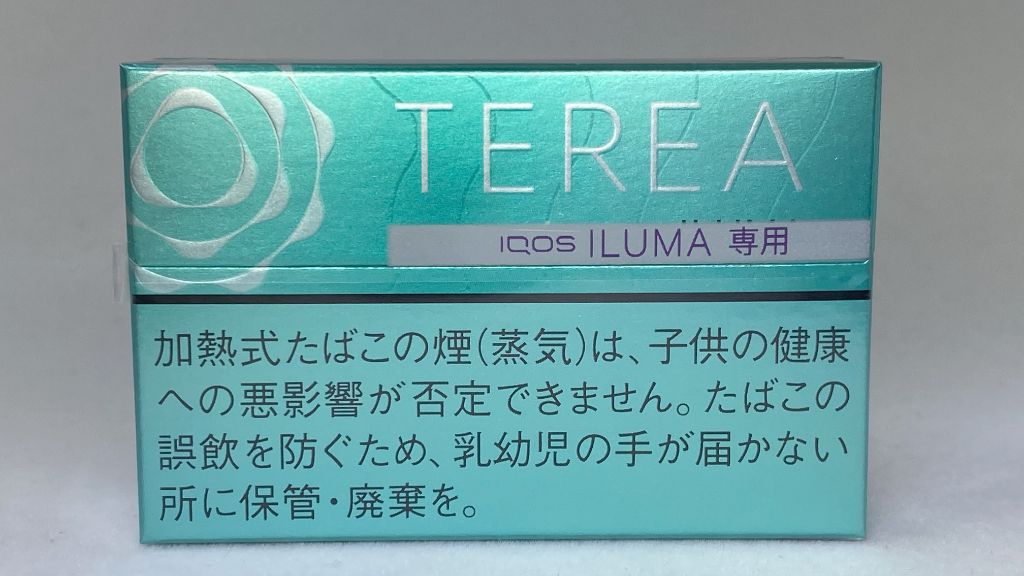 TEREA
IQOS ILUMA 専用
加熱式たばこの煙(蒸気)は、子供の健康
への悪影響が否定できません。たばこの
誤飲を防ぐため、乳幼児の手が届かない
所に保管・廃棄を。